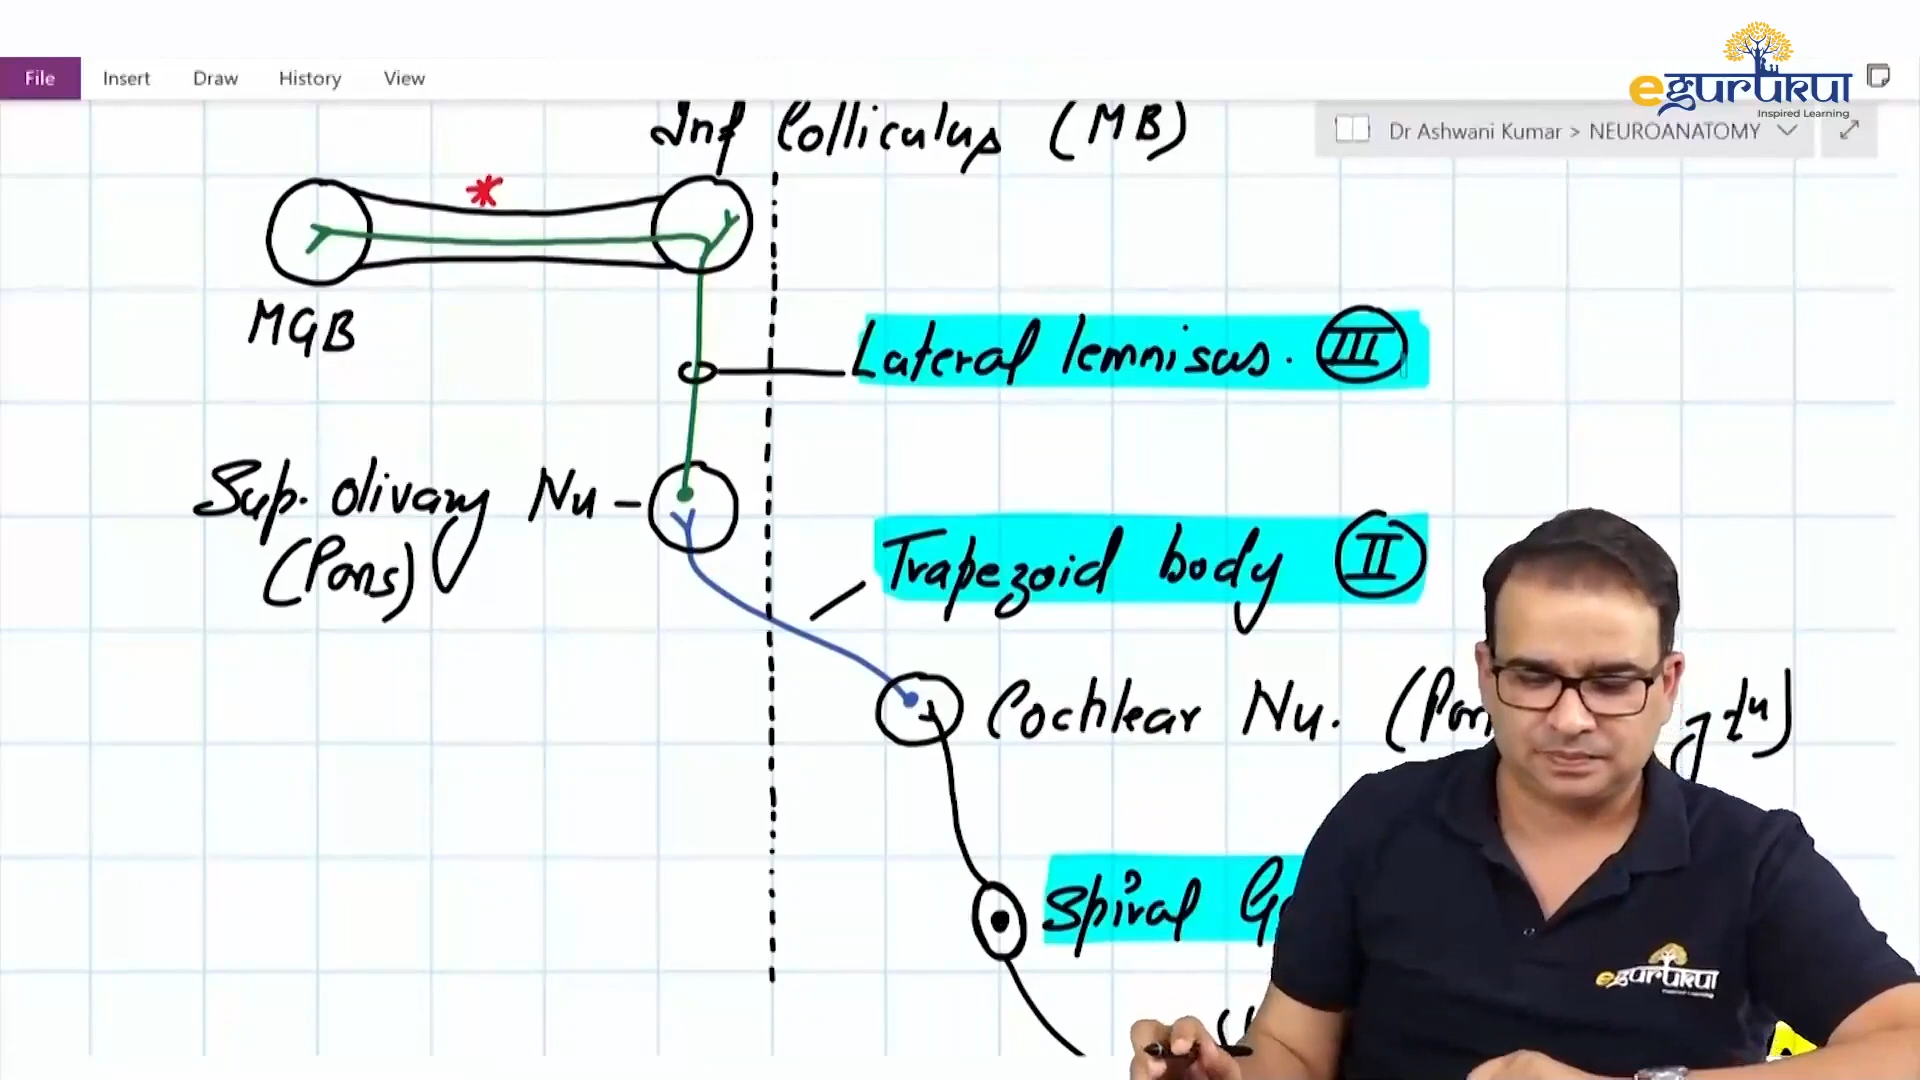 egurukul
Inspired Learning
File Insert Draw History View
Dr Ashwani Kumar > NEUROANATOMY
Inf Colliculus (MB)
MGB
Lateral lemniscus. III
Sup. olivary Nu -
(Pons)
Trapezoid body II
Cochlear Nu.
Spiral
egurukul